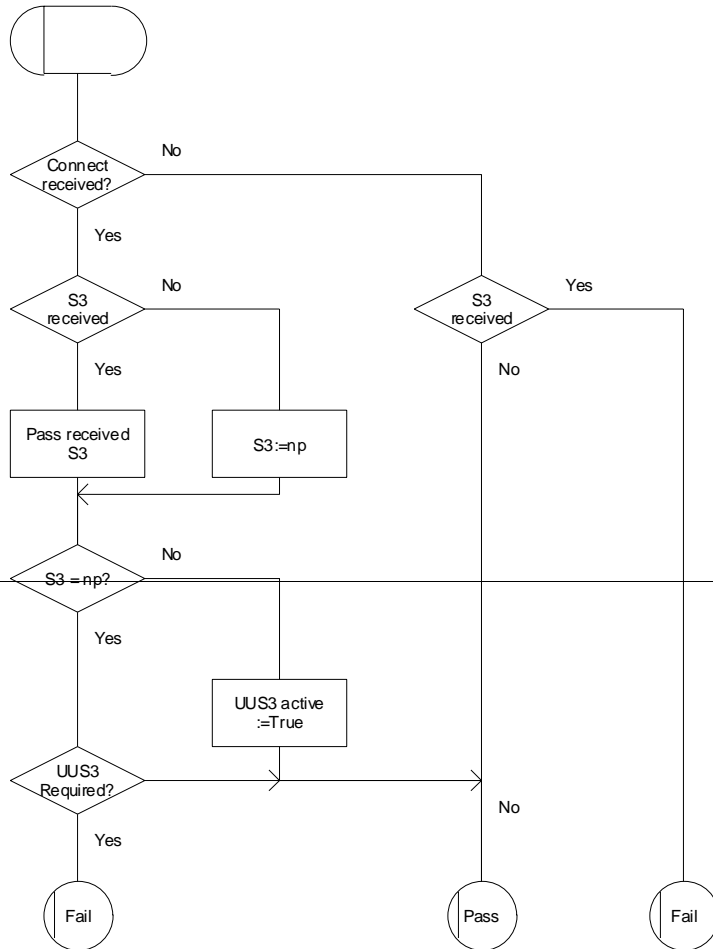 No
Connect
received?
Yes
No
S3
received
S3
received
Yes
Yes
No
Pass received
S3
S3:=np
No
S3 = np?
Yes
UUS3 active
:=True
UUS3
Required?
No
Yes
Fail
Pass
Fail